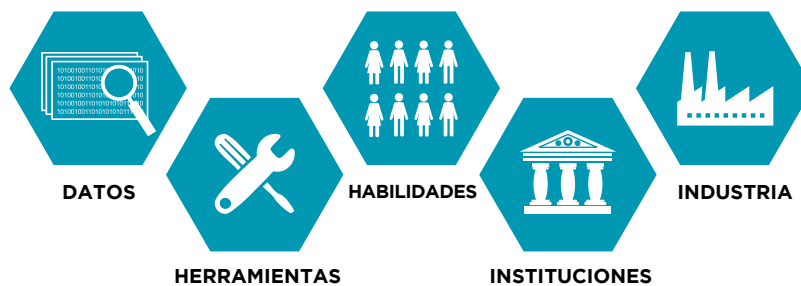 DATOS
HERRAMIENTAS
HABILIDADES
INSTITUCIONES
INDUSTRIA